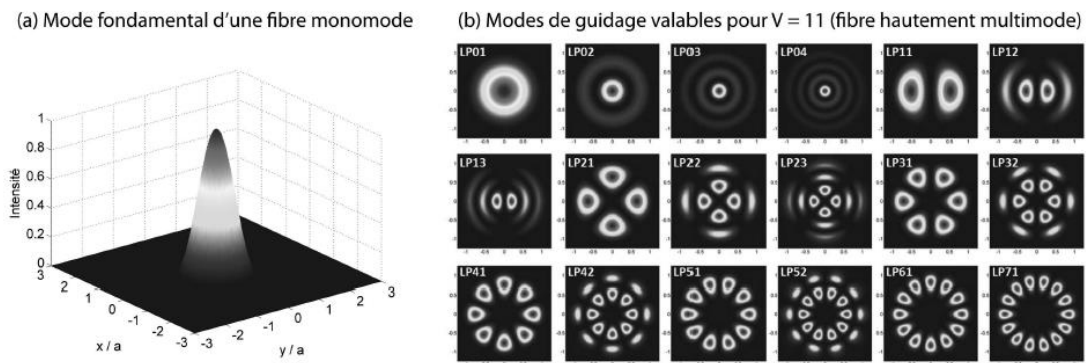 (a) Mode fondamental d'une fibre monomode
1
0.8
0.6
0.4
0.2
0
Intensité
3
2
1
0
-1
-2
-3
x / a
-3
-2
-1
0
1
2
3
y / a
(b) Modes de guidage valables pour V = 11 (fibre hautement multimode)
LP01 LP02 LP03 LP04 LP11 LP12
LP13 LP21 LP22 LP23 LP31 LP32
LP41 LP42 LP51 LP52 LP61 LP71